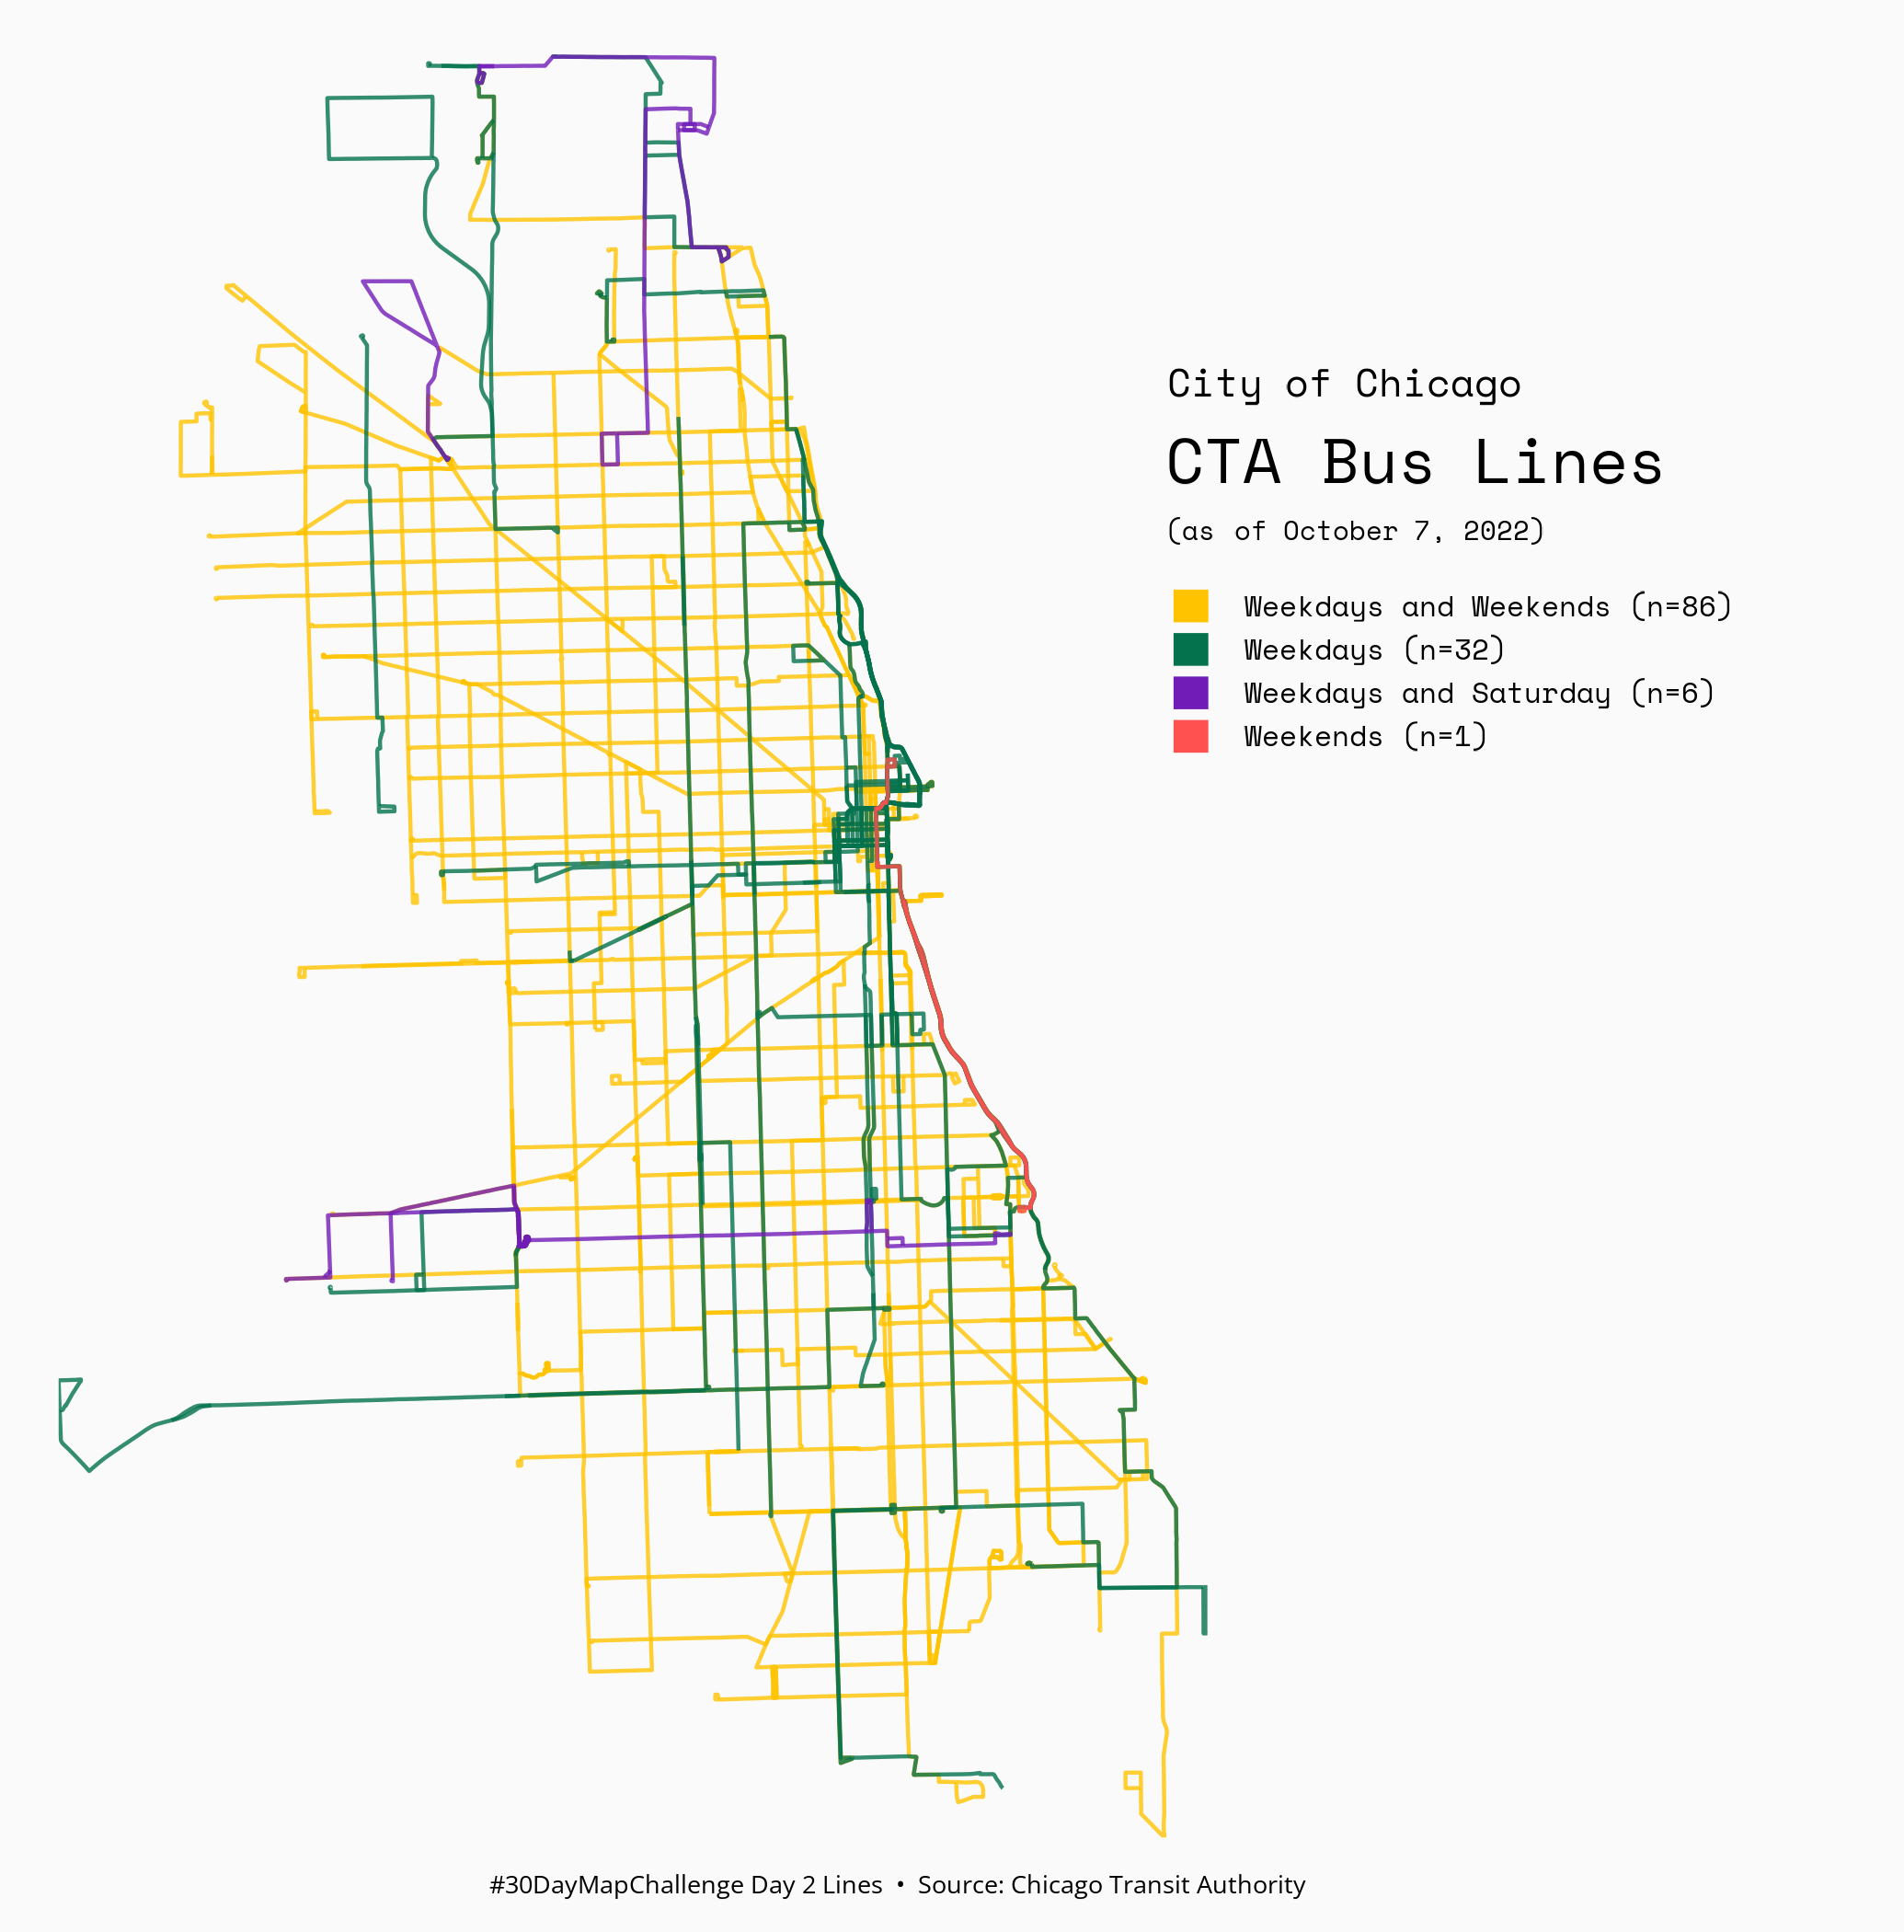 City of Chicago
CTA Bus Lines
(as of October 7, 2022)
Weekdays and Weekends (n=86)
Weekdays (n=32)
Weekdays and Saturday (n=6)
Weekends (n=1)
#30DayMapChallenge Day 2 Lines • Source: Chicago Transit Authority